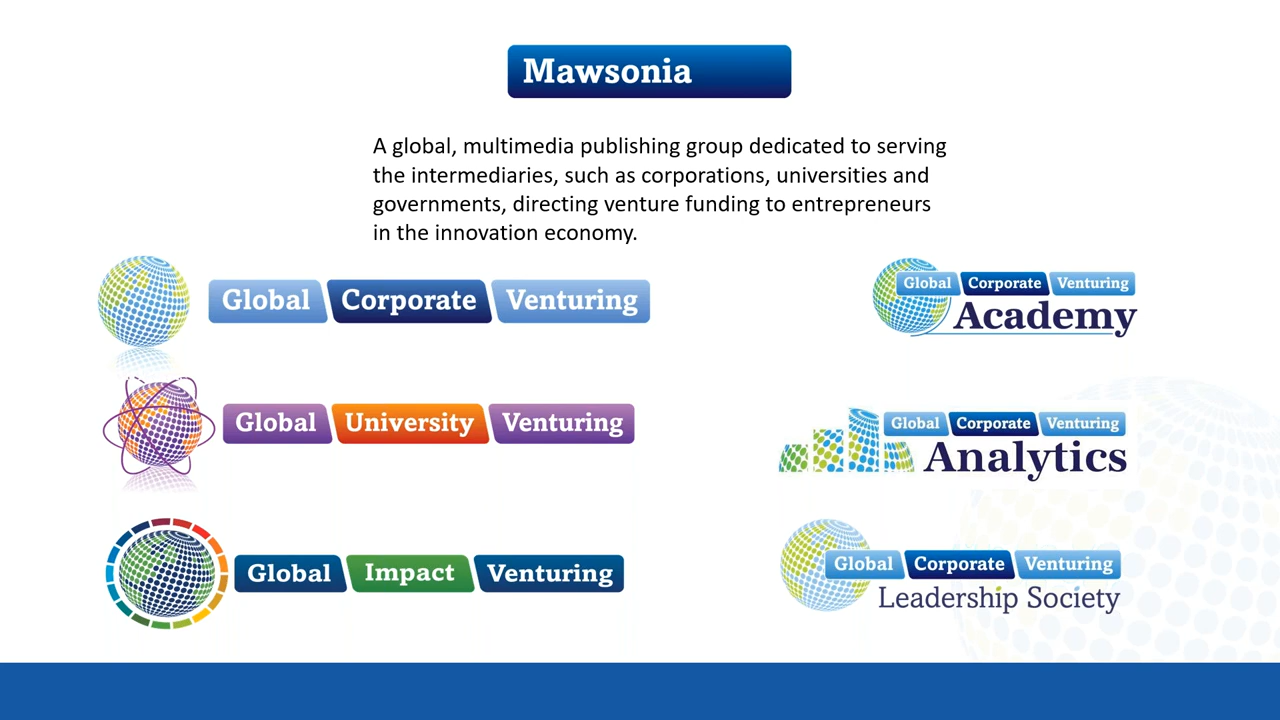 Mawsonia
A global, multimedia publishing group dedicated to serving
the intermediaries, such as corporations, universities and
governments, directing venture funding to entrepreneurs
in the innovation economy.
Global Corporate Venturing
Global University Venturing
Global Impact Venturing
Global Corporate Venturing
Academy
Global Corporate Venturing
Analytics
Global Corporate Venturing
Leadership Society